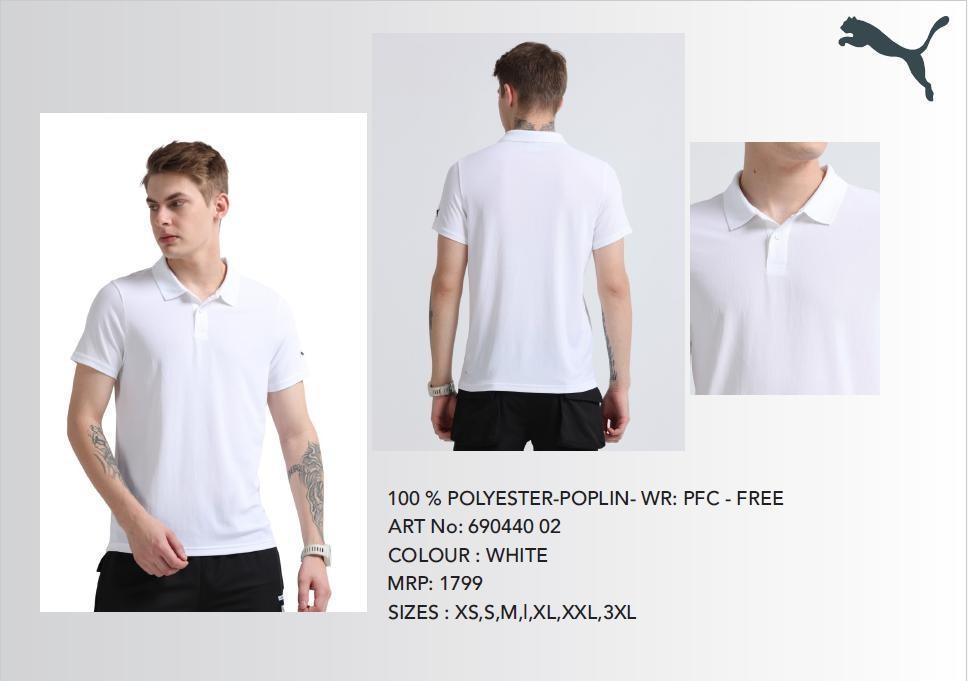 100 % POLYESTER-POPLIN- WR: PFC - FREE
ART No: 690440 02
COLOUR : WHITE
MRP: 1799
SIZES : XS,S,M,l,XL,XXL,3XL